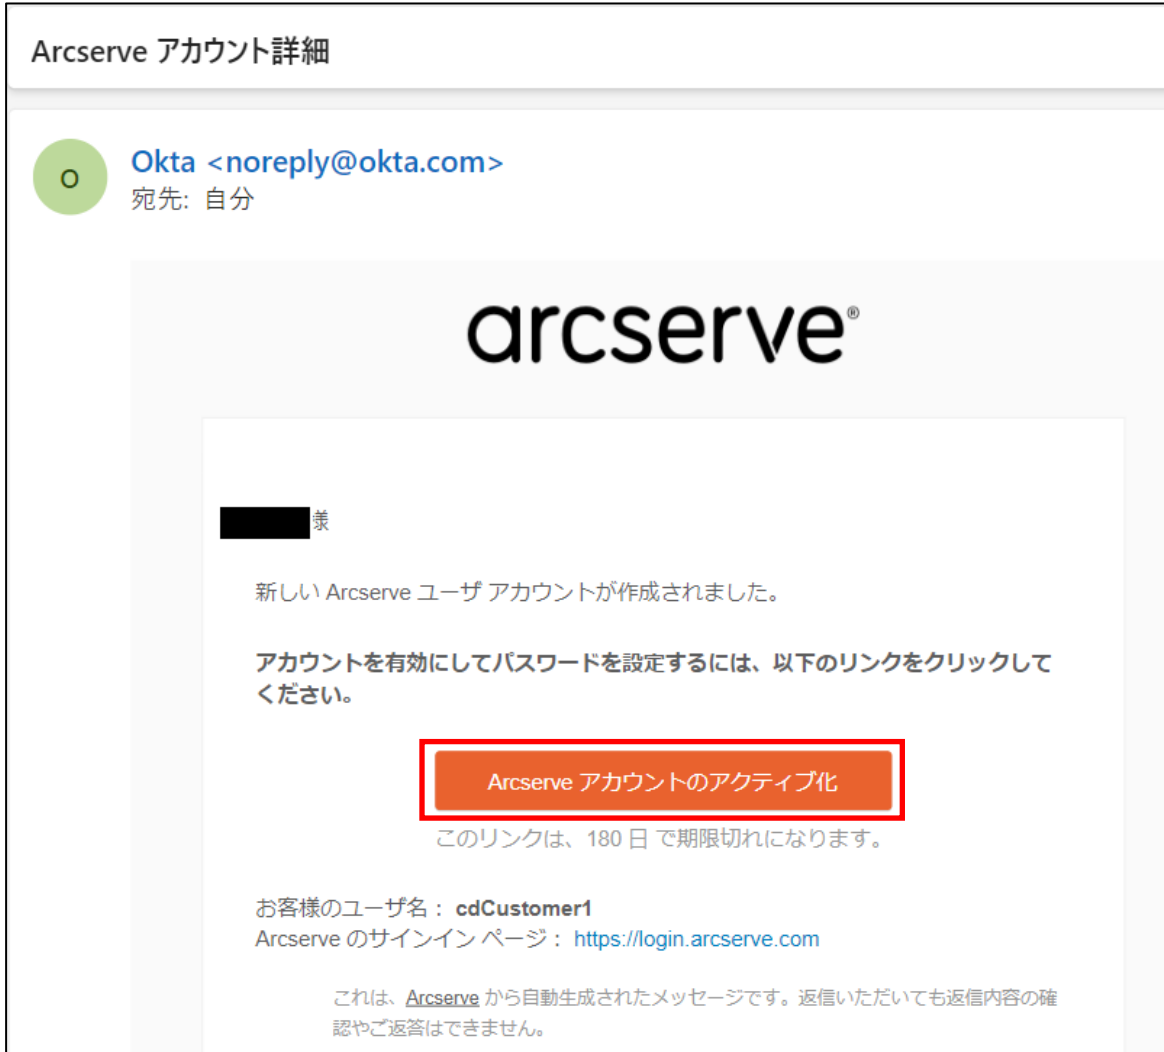 Arcserve アカウント詳細
O
Okta <noreply@okta.com>
宛先: 自分
arcserve®
様
新しい Arcserve ユーザ アカウントが作成されました。
アカウントを有効にしてパスワードを設定するには、以下のリンクをクリックして
ください。
Arcserve アカウントのアクティブ化
このリンクは、180 日 で期限切れになります。
お客様のユーザ名： cdCustomer1
Arcserve のサインイン ページ： https://login.arcserve.com
これは、Arcserve から自動生成されたメッセージです。返信いただいても返信内容の確
認やご返答はできません。